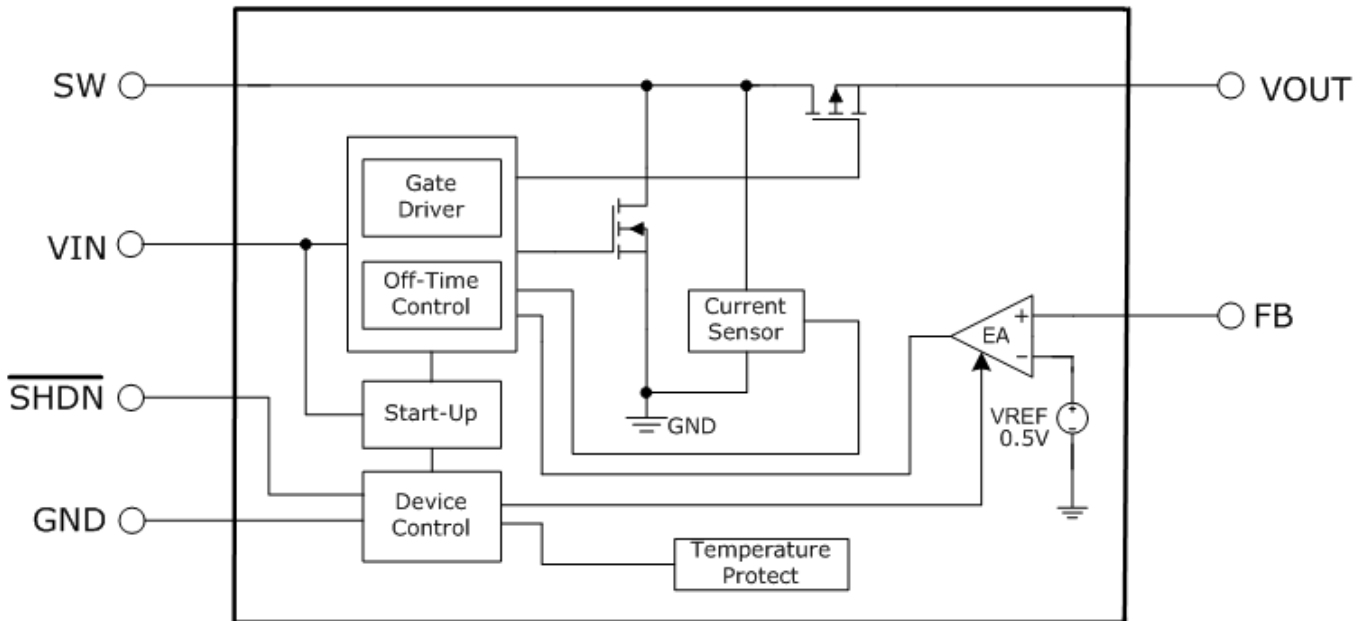 SW
VOUT
Gate
Driver
VIN
Off-Time
Control
Current
Sensor
+
EA
−
FB
SHDN
Start-Up
GND
VREF
0.5V
+
-
GND
Device
Control
Temperature
Protect